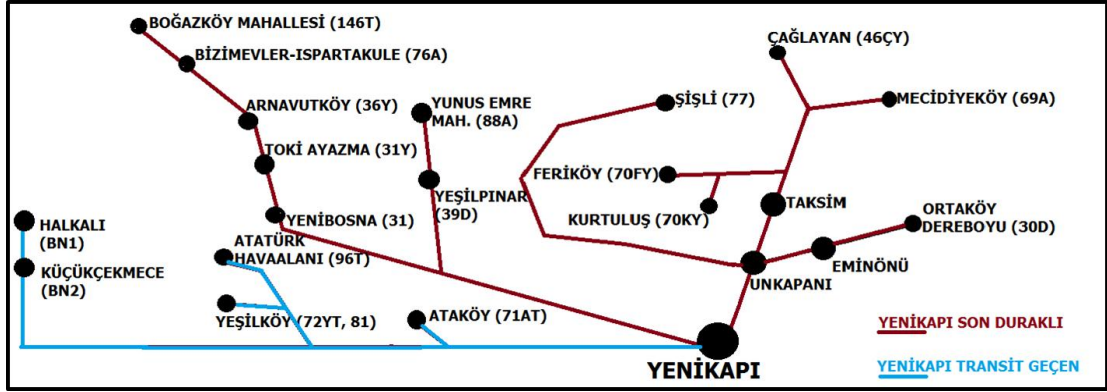 BOĞAZKÖY MAHALLESİ (146T)
BİZİMEVLER-ISPARTAKULE (76A)
ARNAVUTKÖY (36Y)
TOKİ AYAZMA (31Y)
YENİBOSNA (31)
YUNUS EMRE
MAH. (88A)
YEŞİLPINAR
(39D)
ÇAĞLAYAN (46ÇY)
ŞİŞLİ (77)
MECİDİYEKÖY (69A)
FERİKÖY (70FY)
KURTULUŞ (70KY)
TAKSİM
ORTAKÖY
DEREBOYU (30D)
EMİNÖNÜ
UNKAPANI
HALKALI
(BN1)
KÜÇÜKÇEKMECE
(BN2)
ATATÜRK
HAVAALANI (96T)
YEŞİLKÖY (72YT, 81)
ATAKÖY (71AT)
YENİKAPI
YENİKAPI SON DURAKLI
YENİKAPI TRANSİT GEÇEN